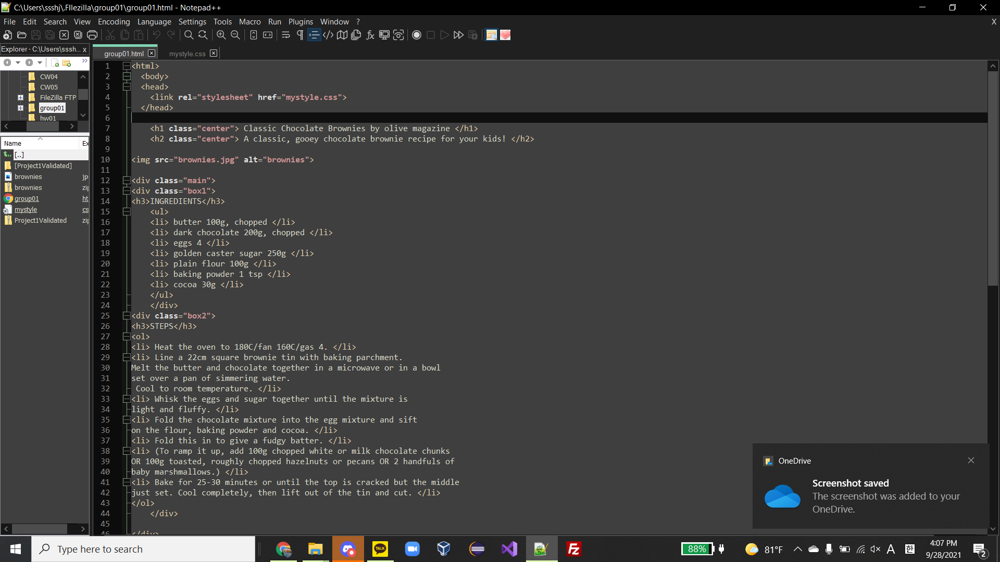 C:\Users\ssshj\.FIlezilla\group01\group01.html - Notepad++
File Edit Search View Encoding Language Settings Tools Macro Run Plugins Window ? X
Explorer - C:\Users\sssh... x
group01.html
mystyle.css
CW04
CW05
FileZilla FTP
group01
hw01
Name Ex
[..]
[Project1Validated]
brownies jp
brownies zip
group01 ht
mystyle cs
Project1Validated zip
1 <html>
2 <body>
3 <head>
4 <link rel="stylesheet" href="mystyle.css">
5 </head>
6
7 <h1 class="center"> Classic Chocolate Brownies by olive magazine </h1>
8 <h2 class="center"> A classic, gooey chocolate brownie recipe for your kids! </h2>
9
10 <img src="brownies.jpg" alt="brownies">
11
12 <div class="main">
13 <div class="box1">
14 <h3>INGREDIENTS</h3>
15 <ul>
16 <li> butter 100g, chopped </li>
17 <li> dark chocolate 200g, chopped </li>
18 <li> eggs 4 </li>
19 <li> golden caster sugar 250g </li>
20 <li> plain flour 100g </li>
21 <li> baking powder 1 tsp </li>
22 <li> cocoa 30g </li>
23 </ul>
24 </div>
25 <div class="box2">
26 <h3>STEPS</h3>
27 <ol>
28 <li> Heat the oven to 180C/fan 160C/gas 4. </li>
29 <li> Line a 22cm square brownie tin with baking parchment.
30 Melt the butter and chocolate together in a microwave or in a bowl
31 set over a pan of simmering water.
32 Cool to room temperature. </li>
33 <li> Whisk the eggs and sugar together until the mixture is
34 light and fluffy. </li>
35 <li> Fold the chocolate mixture into the egg mixture and sift
36 on the flour, baking powder and cocoa. </li>
37 <li> Fold this in to give a fudgy batter. </li>
38 <li> (To ramp it up, add 100g chopped white or milk chocolate chunks
39 OR 100g toasted, roughly chopped hazelnuts or pecans OR 2 handfuls of
40 baby marshmallows.) </li>
41 <li> Bake for 25-30 minutes or until the top is cracked but the middle
42 just set. Cool completely, then lift out of the tin and cut. </li>
43 </ol>
44 </div>
45
46 </div>
OneDrive
Screenshot saved
The screenshot was added to your
OneDrive.
Type here to search
TALK
Fz
88%
81°F
A
한
4:07 PM
9/28/2021
2